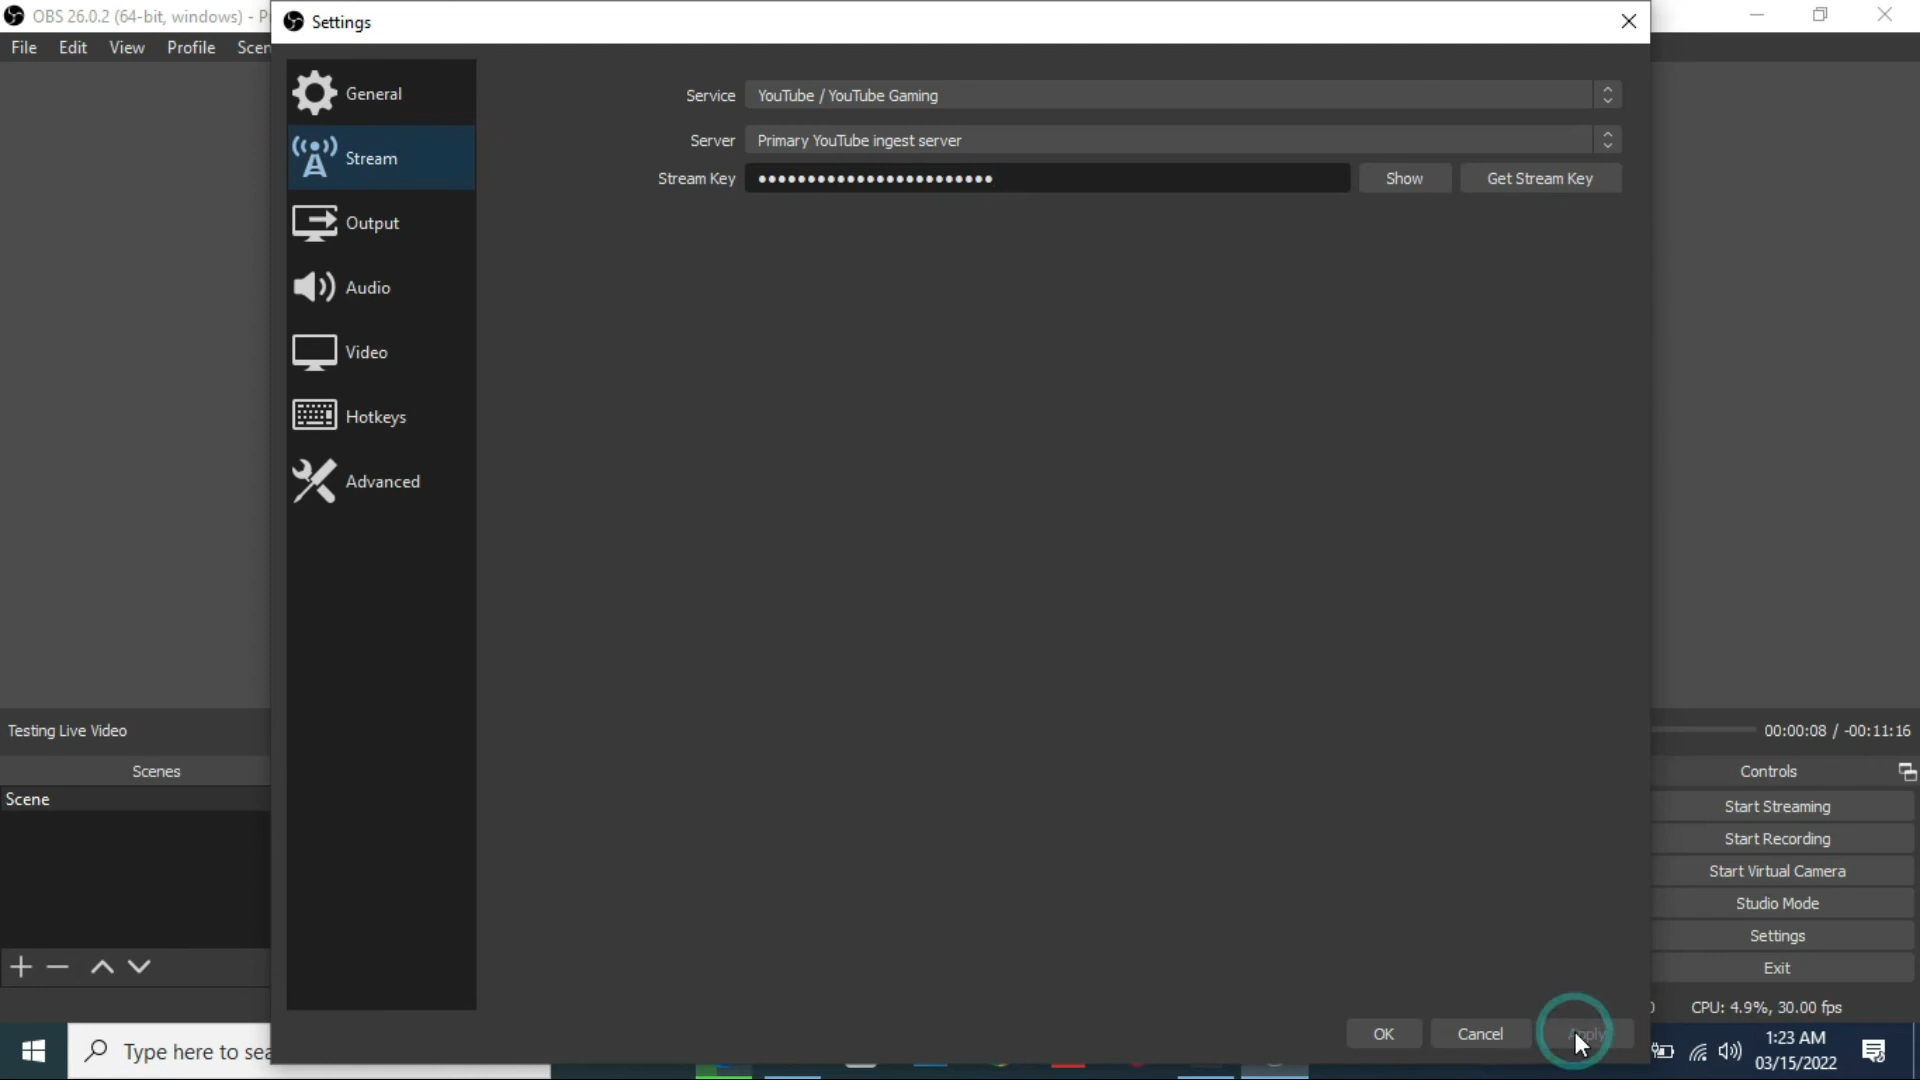 OBS 26.0.2 (64-bit, windows) - P
Settings
File Edit View Profile Scen
General
Stream
Output
Audio
Video
Hotkeys
Advanced
Service YouTube / YouTube Gaming
Server Primary YouTube ingest server
Stream Key ●●●●●●●●●●●●●●●●●●●●●●●● Show Get Stream Key
Testing Live Video
00:00:08 / -00:11:16
Scenes
Scene
Controls
Start Streaming
Start Recording
Start Virtual Camera
Studio Mode
Settings
Exit
CPU: 4.9%, 30.00 fps
OK Cancel Apply
Type here to sea
1:23 AM
03/15/2022